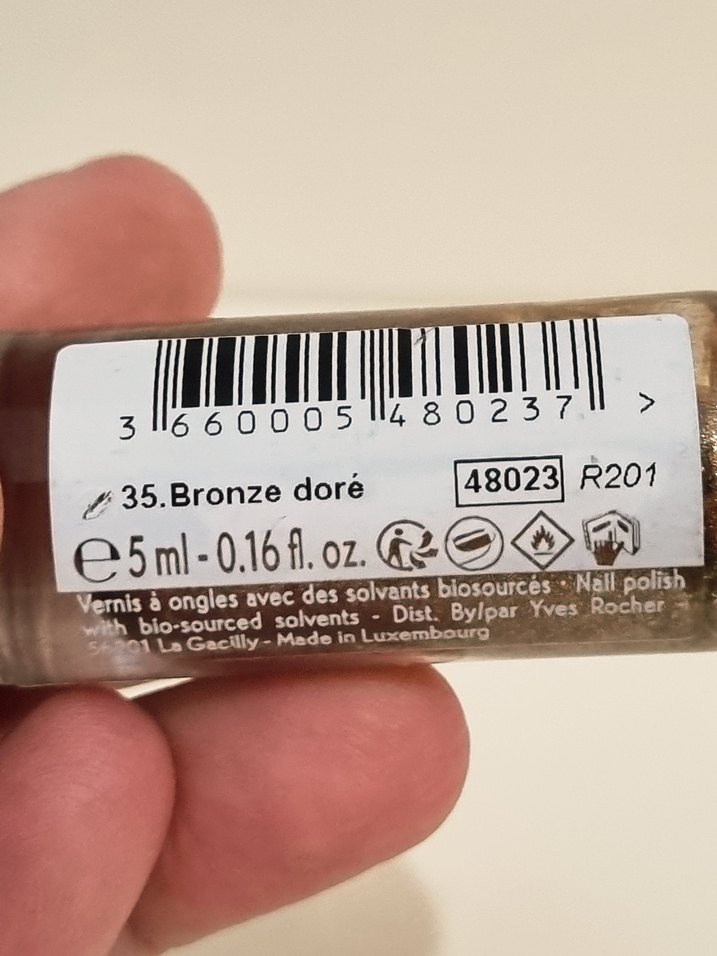 3 660005 480237 >
35.Bronze doré 48023 R201
e 5 ml - 0.16 fl. oz.
Vernis à ongles avec des solvants biosourcés - Nail polish
with bio-sourced solvents - Dist. By/par Yves Rocher -
56201 La Gacilly - Made in Luxembourg